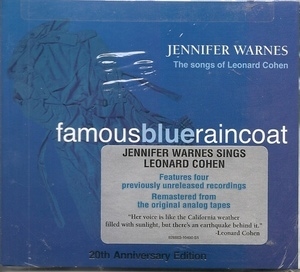 JENNIFER WARNES
The songs of Leonard Cohen
famousblueraincoat
JENNIFER WARNES SINGS
LEONARD COHEN
Features four
previously unreleased recordings
Remastered from
the original analog tapes
"Her voice is like the California weather
filled with sunlight, but there's an earthquake behind it."
-Leonard Cohen
20th Anniversary Edition